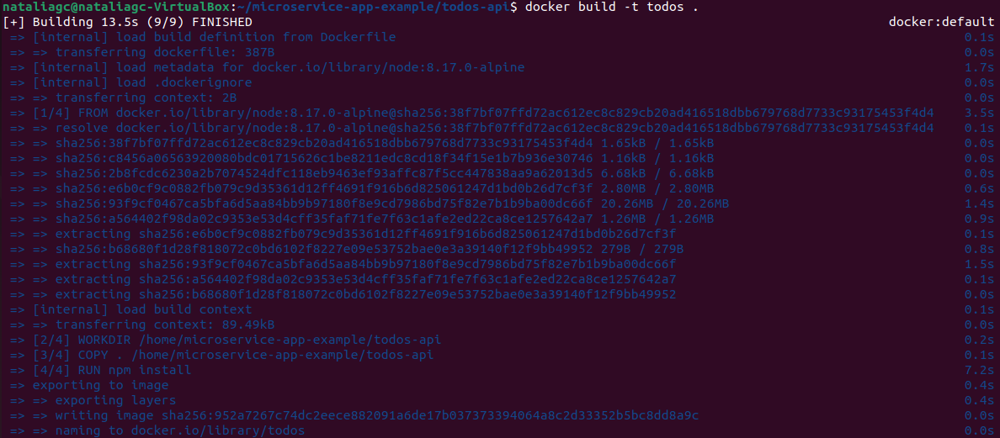 nataliagc@nataliagc-VirtualBox:~/microservice-app-example/todos-api$ docker build -t todos .
[+] Building 13.5s (9/9) FINISHED docker:default
=> [internal] load build definition from Dockerfile 0.1s
=> => transferring dockerfile: 387B 0.0s
=> [internal] load metadata for docker.io/library/node:8.17.0-alpine 1.7s
=> [internal] load .dockerignore 0.0s
=> => transferring context: 2B 0.0s
=> [1/4] FROM docker.io/library/node:8.17.0-alpine@sha256:38f7bf07ffd72ac612ec8c829cb20ad416518dbb679768d7733c93175453f4d4 3.5s
=> => resolve docker.io/library/node:8.17.0-alpine@sha256:38f7bf07ffd72ac612ec8c829cb20ad416518dbb679768d7733c93175453f4d4 0.1s
=> => sha256:38f7bf07ffd72ac612ec8c829cb20ad416518dbb679768d7733c93175453f4d4 1.65kB / 1.65kB 0.0s
=> => sha256:c8456a06563920080bdc01715626c1be8211edc8cd18f34f15e1b7b936e30746 1.16kB / 1.16kB 0.0s
=> => sha256:2b8fcdc6230a2b7074524dfc118eb9463ef93affc87f5cc447838aa9a62013d5 6.68kB / 6.68kB 0.0s
=> => sha256:e6b0cf9c0882fb079c9d35361d12ff4691f916b6d825061247d1bd0b26d7cf3f 2.80MB / 2.80MB 0.6s
=> => sha256:93f9cf0467ca5bfa6d5aa84bb9b97180f8e9cd7986bd75f82e7b1b9ba00dc66f 20.26MB / 20.26MB 1.4s
=> => sha256:a564402f98da02c9353e53d4cff35faf71fe7f63c1afe2ed22ca8ce1257642a7 1.26MB / 1.26MB 0.9s
=> => extracting sha256:e6b0cf9c0882fb079c9d35361d12ff4691f916b6d825061247d1bd0b26d7cf3f 0.1s
=> => sha256:b68680f1d28f818072c0bd6102f8227e09e53752bae0e3a39140f12f9bb49952 279B / 279B 0.8s
=> => extracting sha256:93f9cf0467ca5bfa6d5aa84bb9b97180f8e9cd7986bd75f82e7b1b9ba00dc66f 1.5s
=> => extracting sha256:a564402f98da02c9353e53d4cff35faf71fe7f63c1afe2ed22ca8ce1257642a7 0.1s
=> => extracting sha256:b68680f1d28f818072c0bd6102f8227e09e53752bae0e3a39140f12f9bb49952 0.0s
=> [internal] load build context 0.1s
=> => transferring context: 89.49kB 0.0s
=> [2/4] WORKDIR /home/microservice-app-example/todos-api 0.2s
=> [3/4] COPY . /home/microservice-app-example/todos-api 0.1s
=> [4/4] RUN npm install 7.2s
=> exporting to image 0.4s
=> => exporting layers 0.4s
=> => writing image sha256:952a7267c74dc2eece882091a6de17b037373394064a8c2d33352b5bc8dd8a9c 0.0s
=> => naming to docker.io/library/todos 0.0s